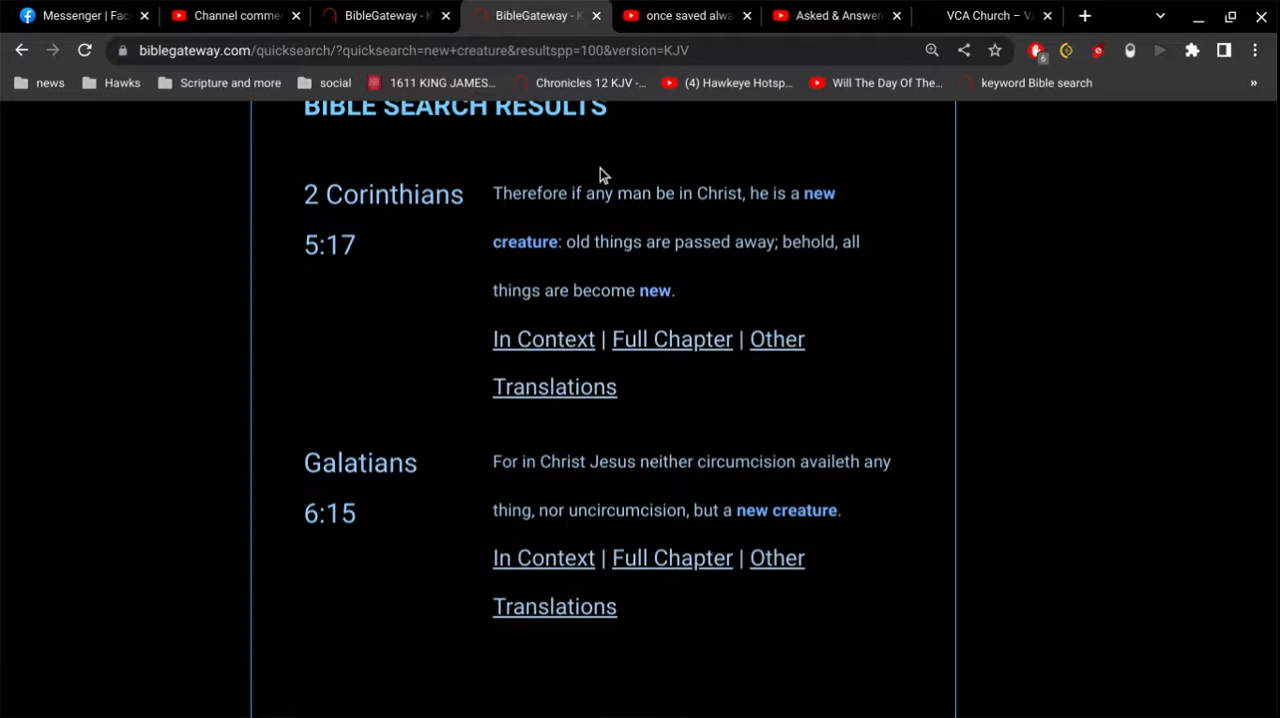 Messenger | Fac
Channel comme
BibleGateway - K
BibleGateway - K
once saved alwa
Asked & Answer
VCA Church – Va
biblegateway.com/quicksearch/?quicksearch=new+creature&resultspp=100&version=KJV
6
news
Hawks
Scripture and more
social
1611 KING JAMES...
Chronicles 12 KJV -...
(4) Hawkeye Hotsp...
Will The Day Of The...
keyword Bible search
»
BIBLE SEARCH RESULTS
2 Corinthians
5:17
Therefore if any man be in Christ, he is a new
creature: old things are passed away; behold, all
things are become new.
In Context | Full Chapter | Other
Translations
Galatians
6:15
For in Christ Jesus neither circumcision availeth any
thing, nor uncircumcision, but a new creature.
In Context | Full Chapter | Other
Translations